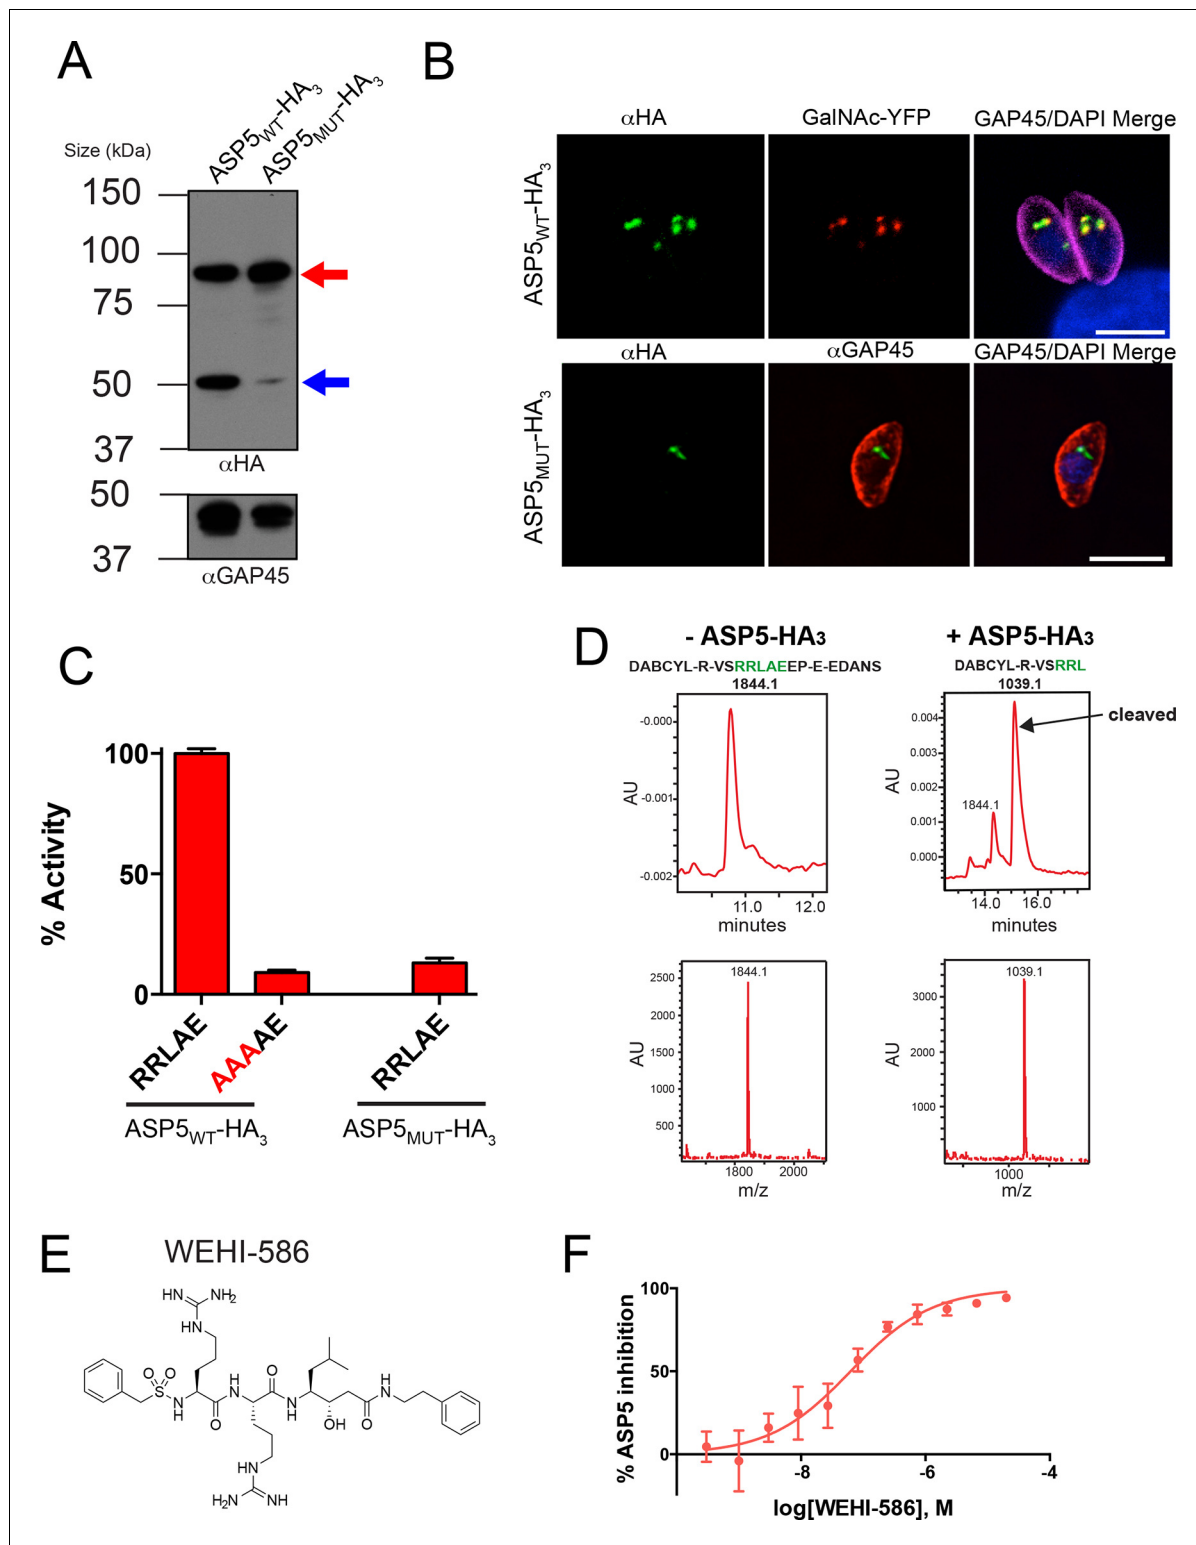 A
ASP5WT-HA3
ASP5MUT-HA3
Size (kDa)
150
100
75
50
37
αHA
50
37
αGAP45
B
αHA
GalNAc-YFP
GAP45/DAPI Merge
ASP5WT-HA3
αHA
αGAP45
GAP45/DAPI Merge
ASP5MUT-HA3
C
% Activity
100
50
0
RRLAE
AAAAE
RRLAE
ASP5WT-HA3
ASP5MUT-HA3
D
- ASP5-HA3
DABCYL-R-VSRRLAEEP-E-EDANS
1844.1
-0.000
-0.001
-0.002
AU
11.0
12.0
minutes
+ ASP5-HA3
DABCYL-R-VSRRL
1039.1
cleaved
1844.1
0.004
0.003
0.002
0.001
0.000
AU
14.0
16.0
minutes
1844.1
2500
2000
1500
1000
500
AU
1800
2000
m/z
1039.1
3000
2000
1000
AU
1000
m/z
E
WEHI-586
HN
NH2
HN
O
O
S
N
H
O
H
N
O
N
H
OH
O
H
N
HN
H2N
NH
F
% ASP5 inhibition
100
50
0
-8
-6
-4
log[WEHI-586], M